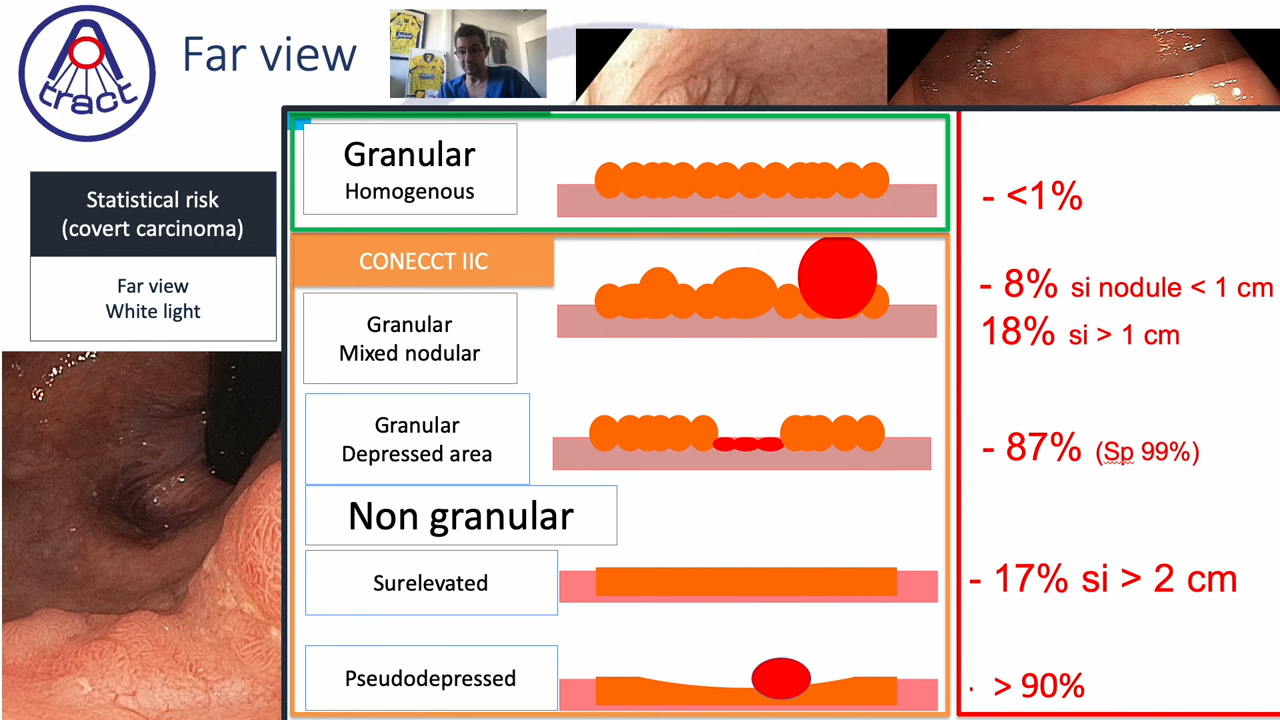 tract
Far view
Statistical risk
(covert carcinoma)
Far view
White light
Granular
Homogenous
- <1%
CONECCT IIC
Granular
Mixed nodular
- 8% si nodule < 1 cm
18% si > 1 cm
Granular
Depressed area
- 87% (Sp 99%)
Non granular
Surelevated
- 17% si > 2 cm
Pseudodepressed
· > 90%